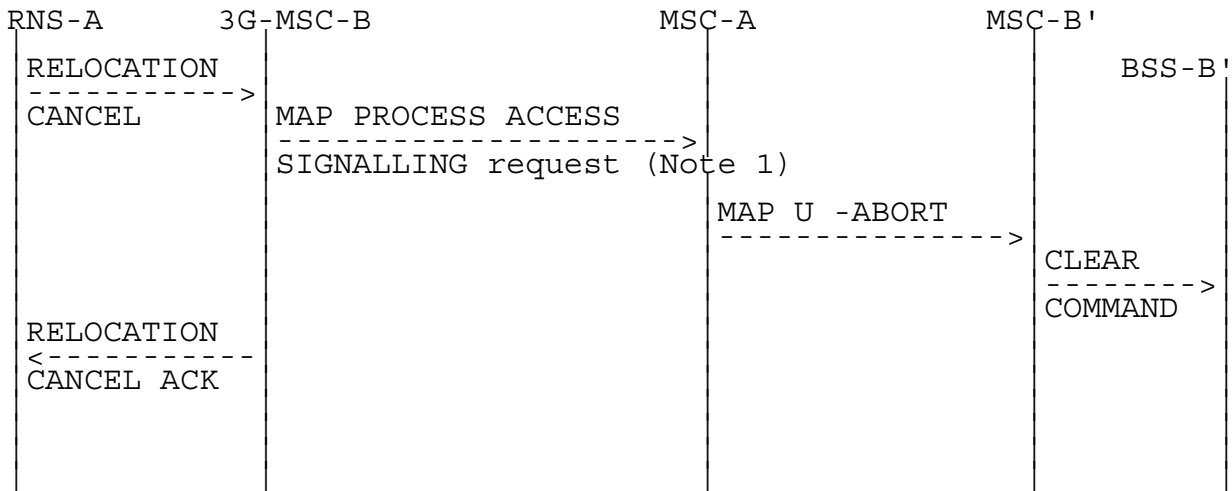 RNS-A 3G-MSC-B MSC-A MSC-B'
RELOCATION BSS-B'
CANCEL MAP PROCESS ACCESS
SIGNALLING request (Note 1)
MAP U -ABORT
CLEAR
COMMAND
RELOCATION
CANCEL ACK